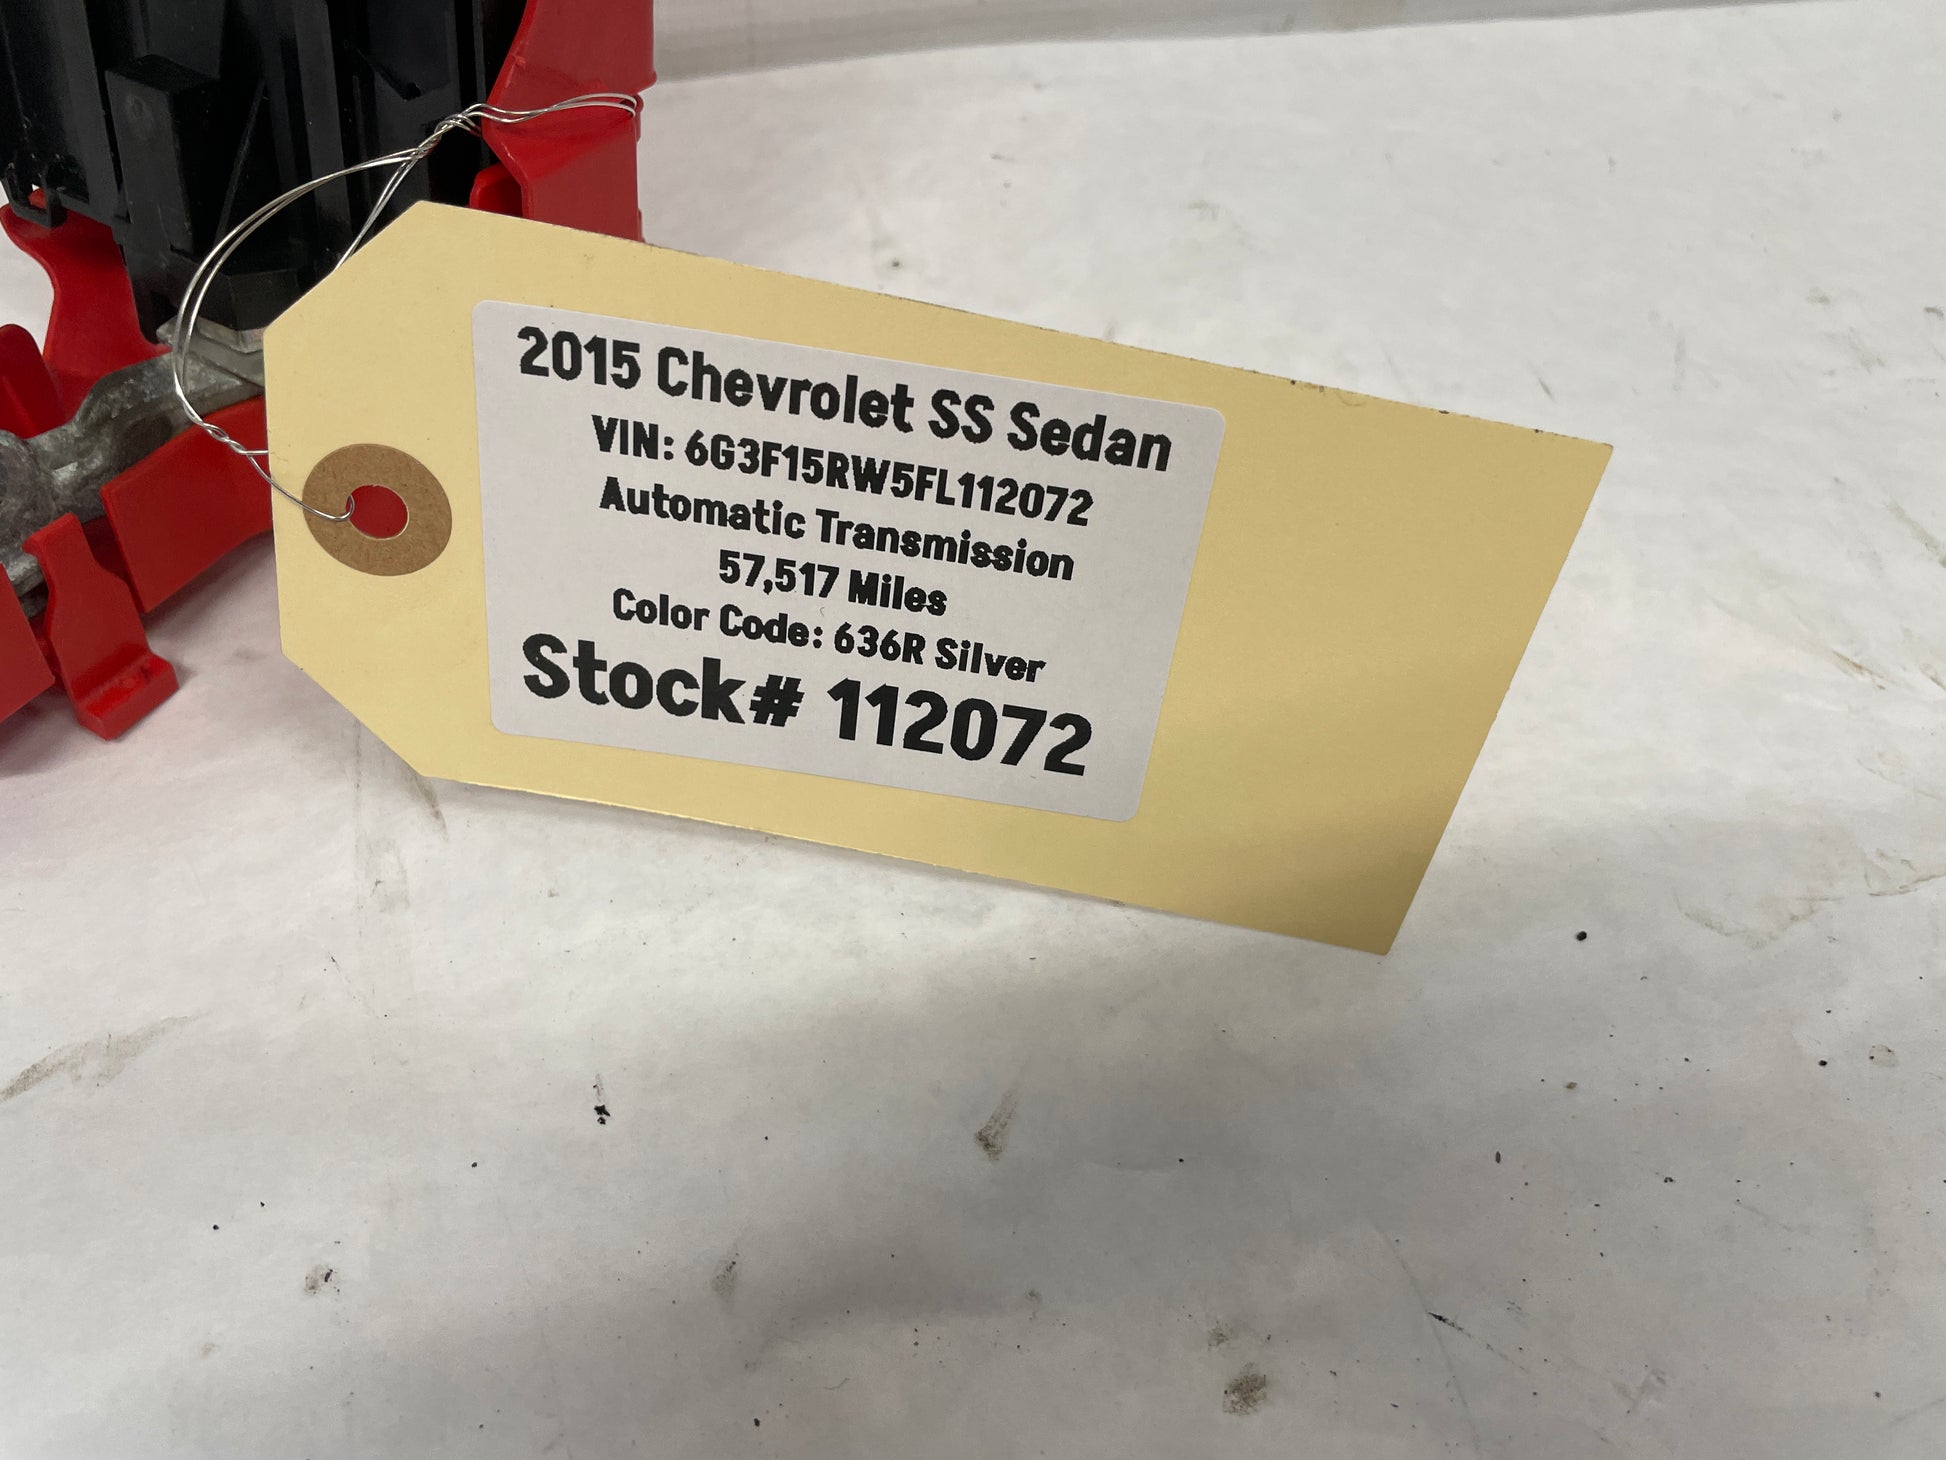 2015 Chevrolet SS Sedan
VIN: 6G3F15RW5FL112072
Automatic Transmission
57,517 Miles
Color Code: 636R Silver
Stock# 112072